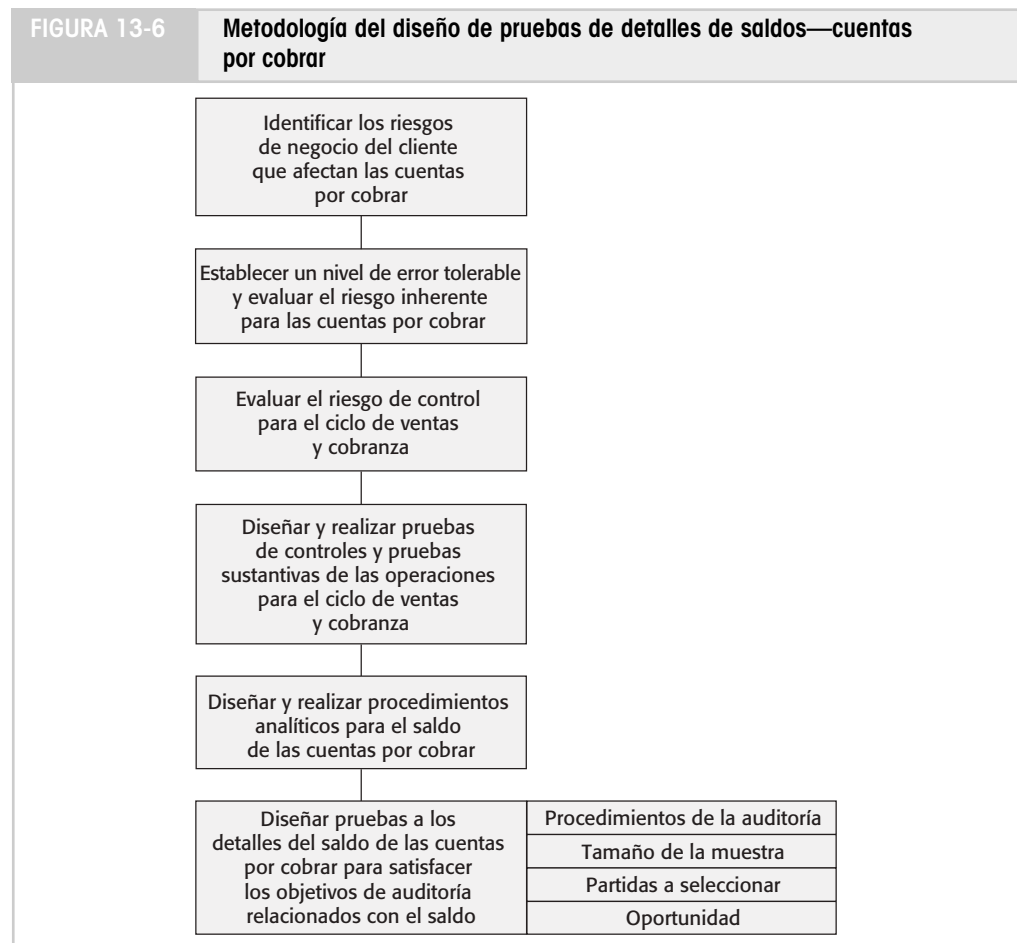 FIGURA 13-6
Metodología del diseño de pruebas de detalles de saldos—cuentas
por cobrar
Identificar los riesgos
de negocio del cliente
que afectan las cuentas
por cobrar
Establecer un nivel de error tolerable
y evaluar el riesgo inherente
para las cuentas por cobrar
Evaluar el riesgo de control
para el ciclo de ventas
y cobranza
Diseñar y realizar pruebas
de controles y pruebas
sustantivas de las operaciones
para el ciclo de ventas
y cobranza
Diseñar y realizar procedimientos
analíticos para el saldo
de las cuentas por cobrar
Diseñar pruebas a los
detalles del saldo de las cuentas
por cobrar para satisfacer
los objetivos de auditoría
relacionados con el saldo
Procedimientos de la auditoría
Tamaño de la muestra
Partidas a seleccionar
Oportunidad